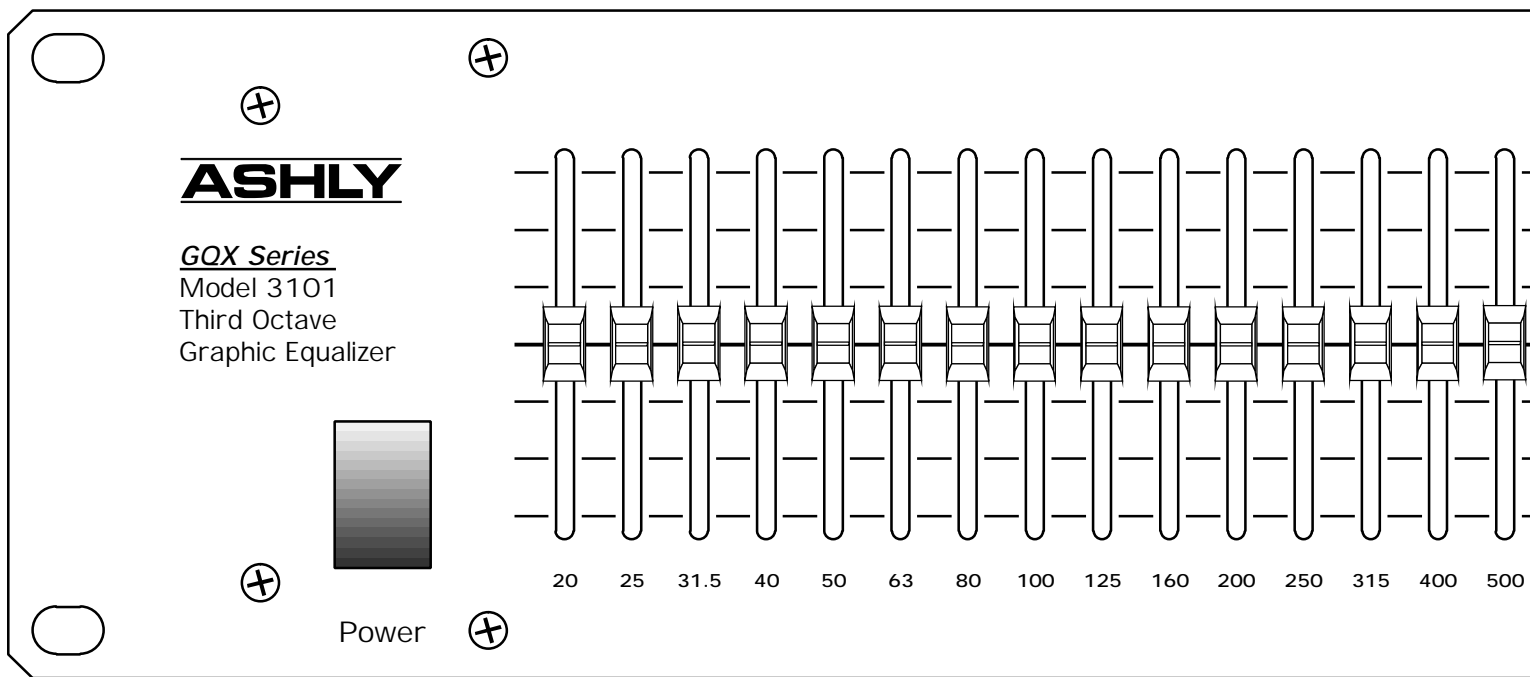 ASHLY
GQX Series
Model 3101
Third Octave
Graphic Equalizer
20 25 31.5 40 50 63 80 100 125 160 200 250 315 400 500
Power